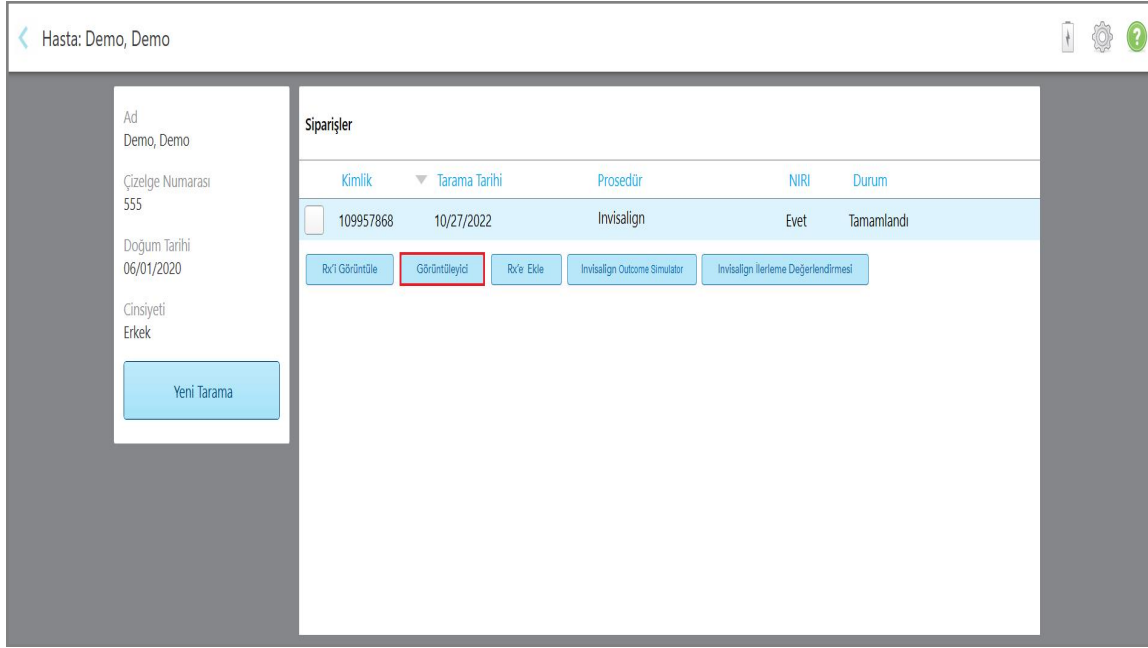 Hasta: Demo, Demo
?
Ad
Demo, Demo
Çizelge Numarası
555
Doğum Tarihi
06/01/2020
Cinsiyeti
Erkek
Yeni Tarama
Siparişler
Kimlik Tarama Tarihi Prosedür NIRI Durum
109957868 10/27/2022 Invisalign Evet Tamamlandı
Rx'i Görüntüle Görüntüleyici Rx'e Ekle Invisalign Outcome Simulator Invisalign İlerleme Değerlendirmesi